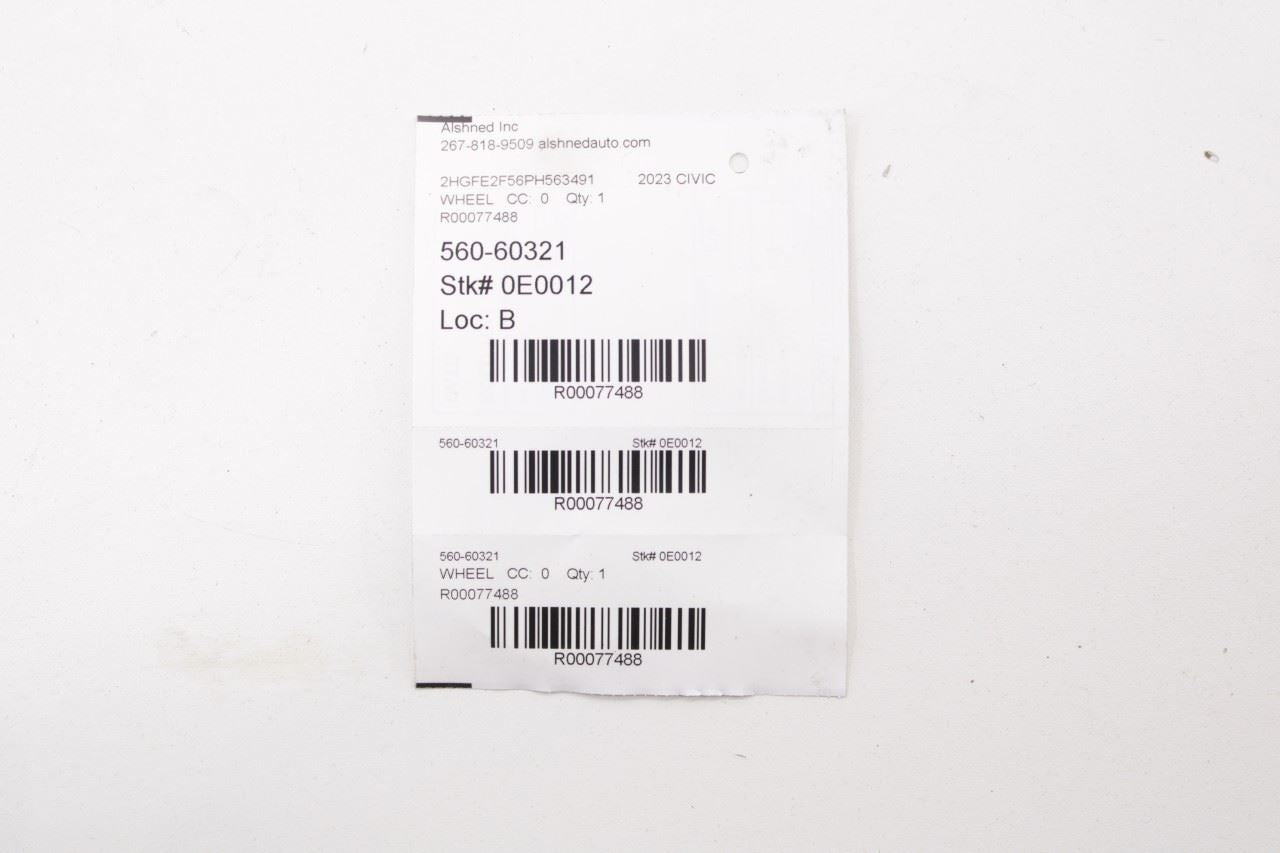 Alshned Inc
267-818-9509 alshnedauto.com
2HGFE2F56PH563491 2023 CIVIC
WHEEL CC: 0 Qty: 1
R00077488
560-60321
Stk# 0E0012
Loc: B
R00077488
560-60321 Stk# 0E0012
R00077488
560-60321 Stk# 0E0012
WHEEL CC: 0 Qty: 1
R00077488
R00077488